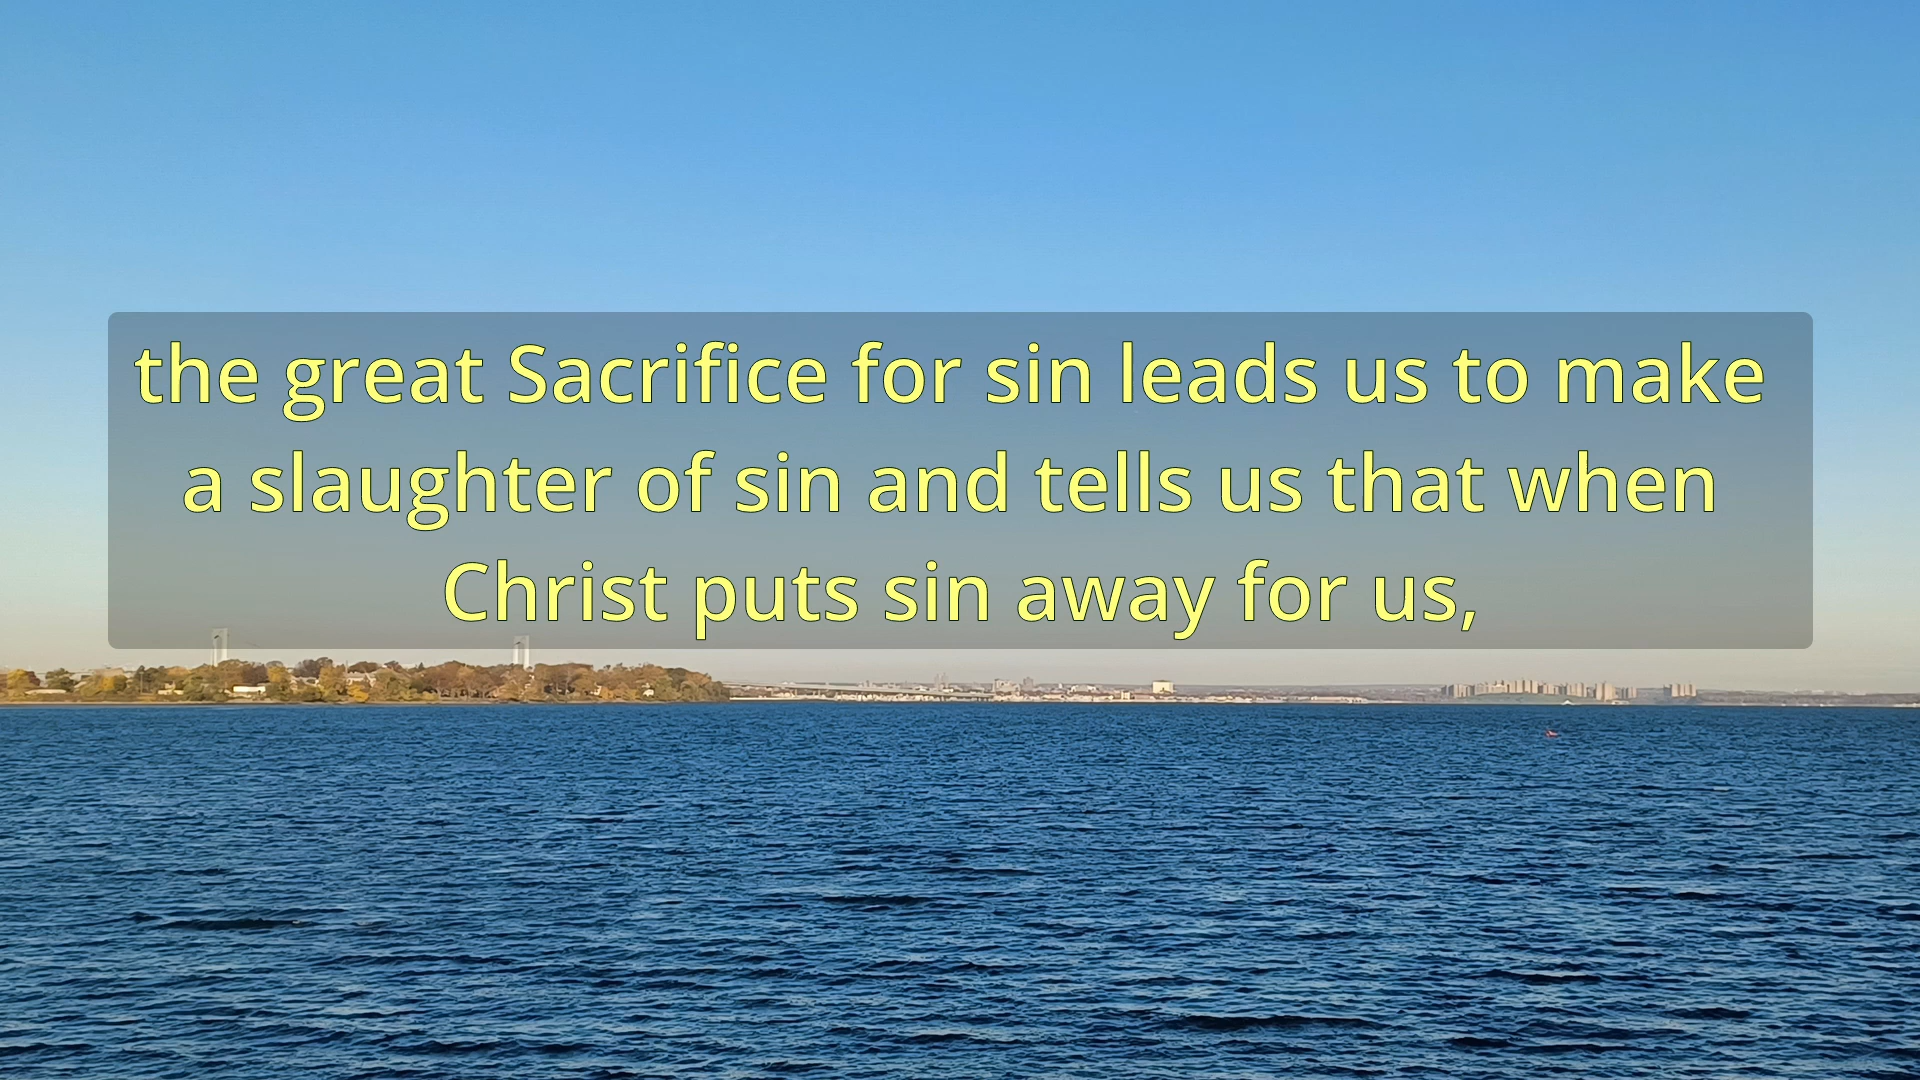 the great Sacrifice for sin leads us to make
a slaughter of sin and tells us that when
Christ puts sin away for us,